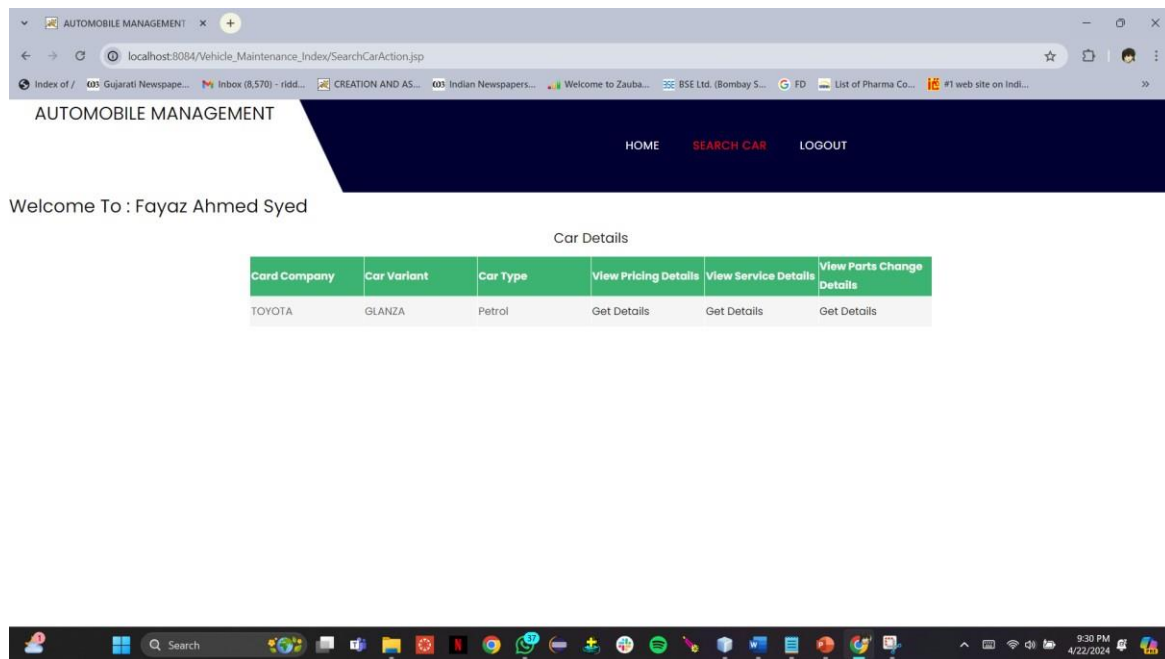 AUTOMOBILE MANAGEMENT
localhost:8084/Vehicle_Maintenance_Index/SearchCarAction.jsp
Index of / Gujarati Newspape... Inbox (8,570) - ridd... CREATION AND AS... Indian Newspapers... Welcome to Zauba... BSE Ltd. (Bombay S... FD List of Pharma Co... #1 web site on Indi... »
AUTOMOBILE MANAGEMENT
HOME SEARCH CAR LOGOUT
Welcome To : Fayaz Ahmed Syed
Car Details
Card Company Car Variant Car Type View Pricing Details View Service Details View Parts Change
Details
TOYOTA GLANZA Petrol Get Details Get Details Get Details
1 Search 37 9:30 PM
4/22/2024